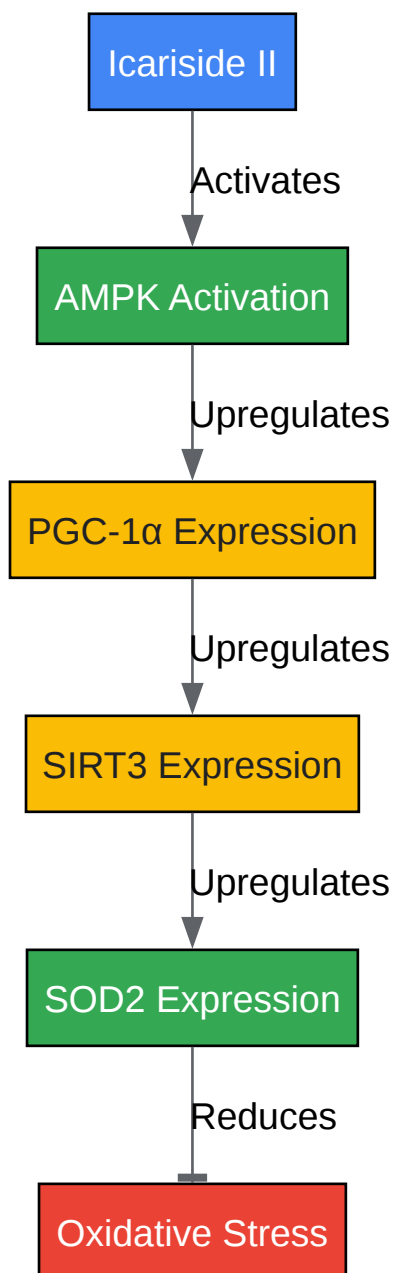 Icariside II
Activates
AMPK Activation
Upregulates
PGC-1α Expression
Upregulates
SIRT3 Expression
Upregulates
SOD2 Expression
Reduces
Oxidative Stress